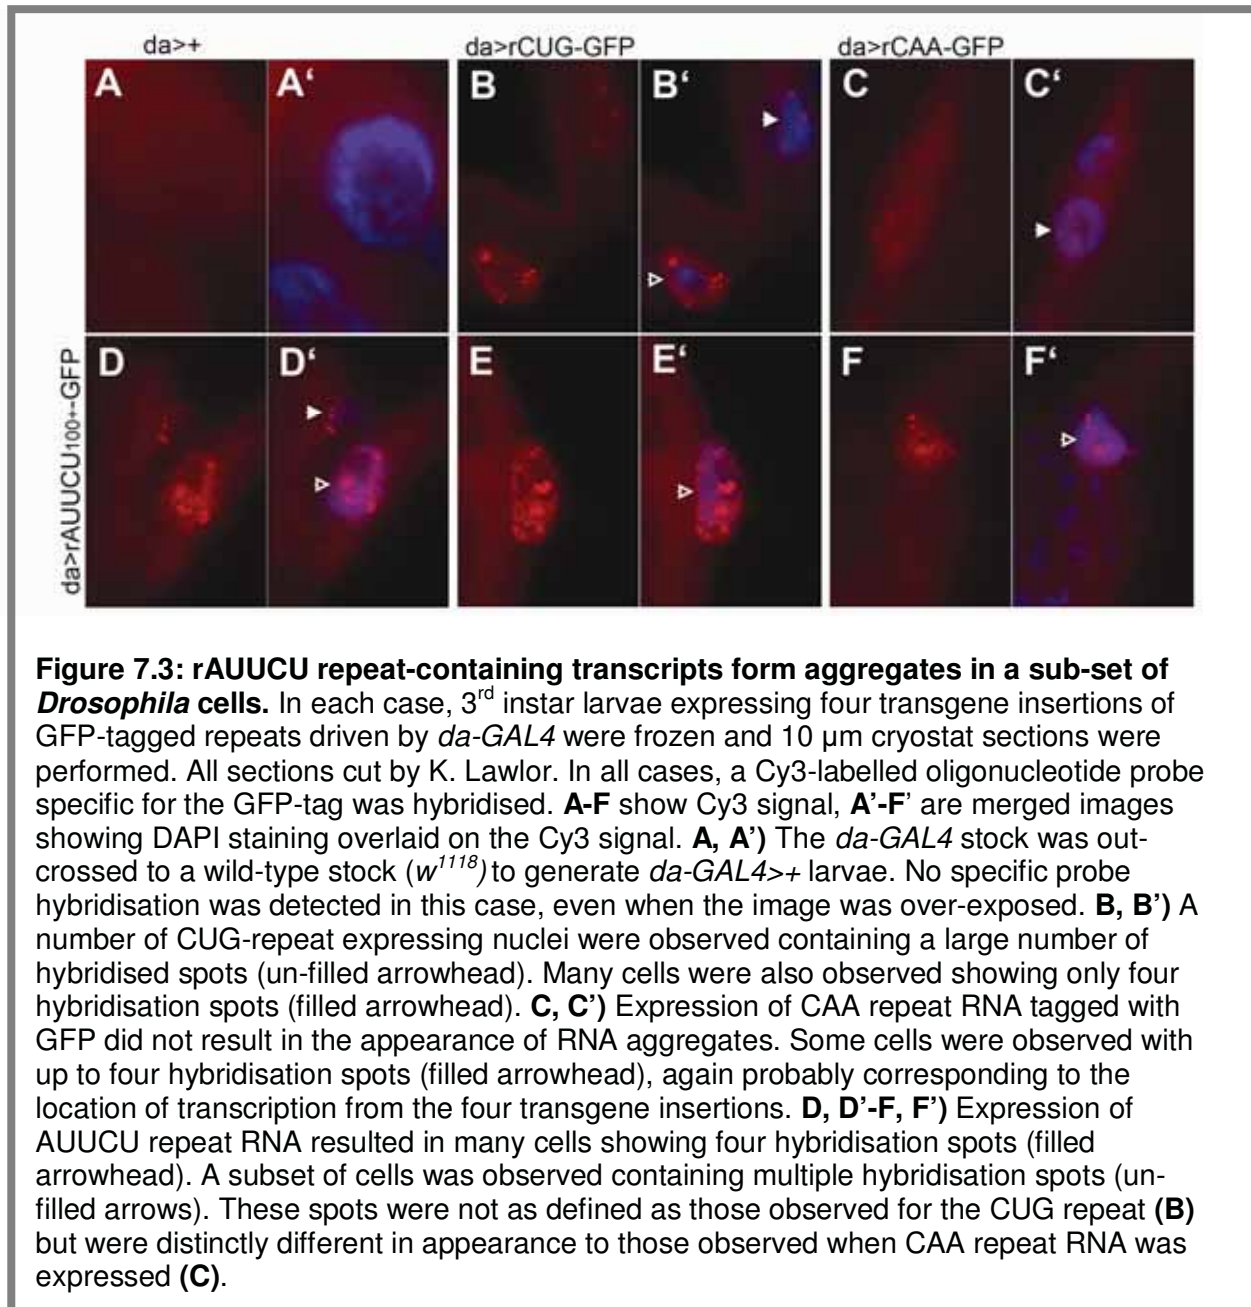 da>+ da>rCUG-GFP da>rCAA-GFP
A A‘ B B‘ C C‘
D D‘ E E‘ F F‘
da>rAUUCU100+-GFP
Figure 7.3: rAUUCU repeat-containing transcripts form aggregates in a sub-set of
Drosophila cells. In each case, 3rd instar larvae expressing four transgene insertions of
GFP-tagged repeats driven by da-GAL4 were frozen and 10 µm cryostat sections were
performed. All sections cut by K. Lawlor. In all cases, a Cy3-labelled oligonucleotide probe
specific for the GFP-tag was hybridised. A-F show Cy3 signal, A’-F’ are merged images
showing DAPI staining overlaid on the Cy3 signal. A, A’) The da-GAL4 stock was out-
crossed to a wild-type stock (w1118) to generate da-GAL4>+ larvae. No specific probe
hybridisation was detected in this case, even when the image was over-exposed. B, B’) A
number of CUG-repeat expressing nuclei were observed containing a large number of
hybridised spots (un-filled arrowhead). Many cells were also observed showing only four
hybridisation spots (filled arrowhead). C, C’) Expression of CAA repeat RNA tagged with
GFP did not result in the appearance of RNA aggregates. Some cells were observed with
up to four hybridisation spots (filled arrowhead), again probably corresponding to the
location of transcription from the four transgene insertions. D, D’-F, F’) Expression of
AUUCU repeat RNA resulted in many cells showing four hybridisation spots (filled
arrowhead). A subset of cells was observed containing multiple hybridisation spots (un-
filled arrows). These spots were not as defined as those observed for the CUG repeat (B)
but were distinctly different in appearance to those observed when CAA repeat RNA was
expressed (C).